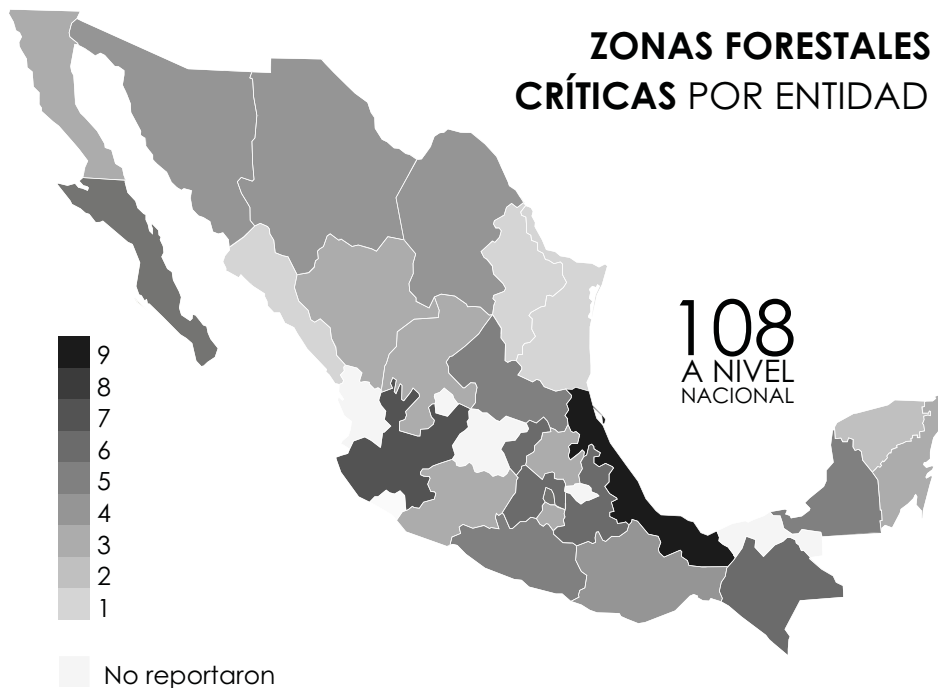 ZONAS FORESTALES
CRÍTICAS POR ENTIDAD
108
A NIVEL
NACIONAL
9
8
7
6
5
4
3
2
1
No reportaron